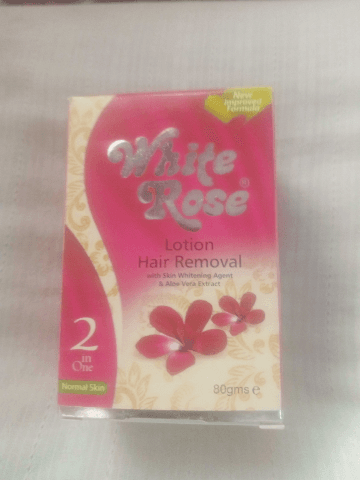 New
Improved
Formula
White
Rose®
Lotion
Hair Removal
with Skin Whitening Agent
& Aloe Vera Extract
2
in
One
Normal Skin
80gms e